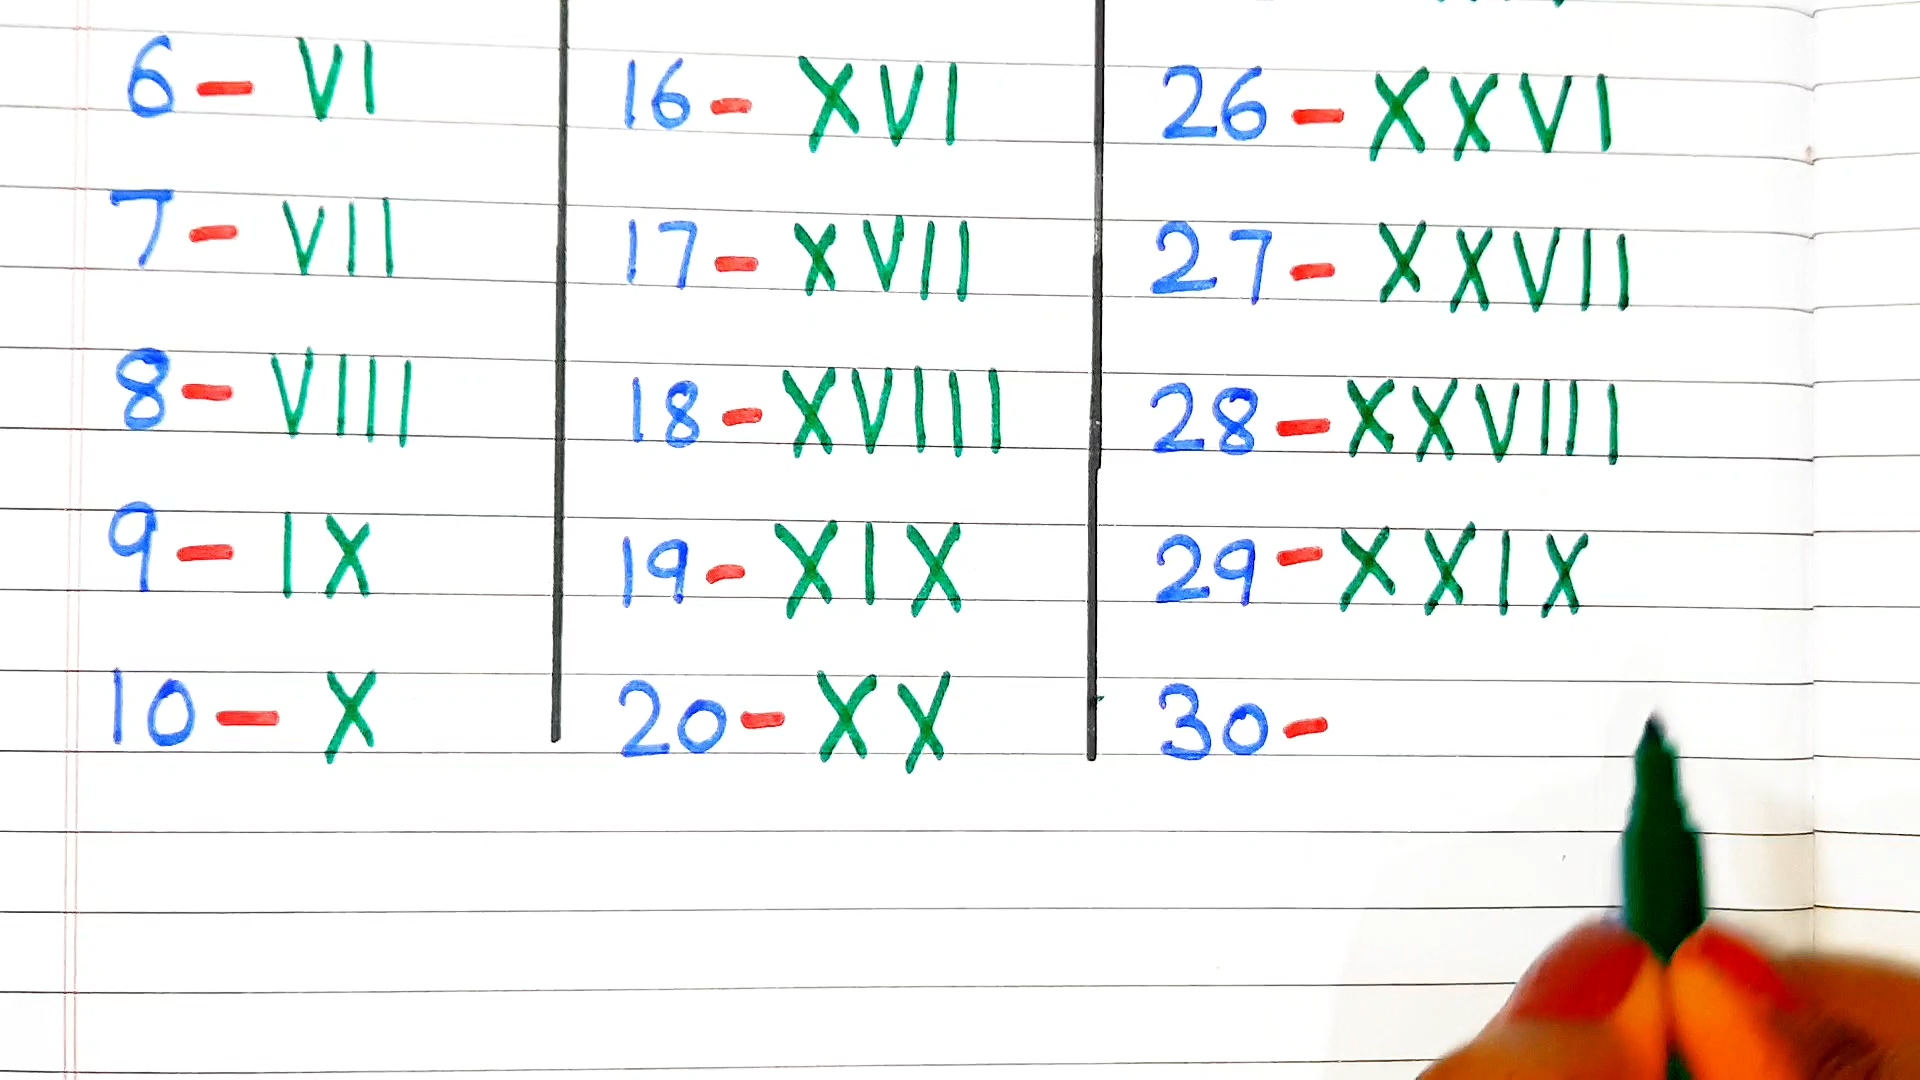 6 - VI
7 - VII
8 - VIII
9 - IX
10 - X
16 - XVI
17 - XVII
18 - XVIII
19 - XIX
20 - XX
26 - XXVI
27 - XXVII
28 - XXVIII
29 - XXIX
30 -